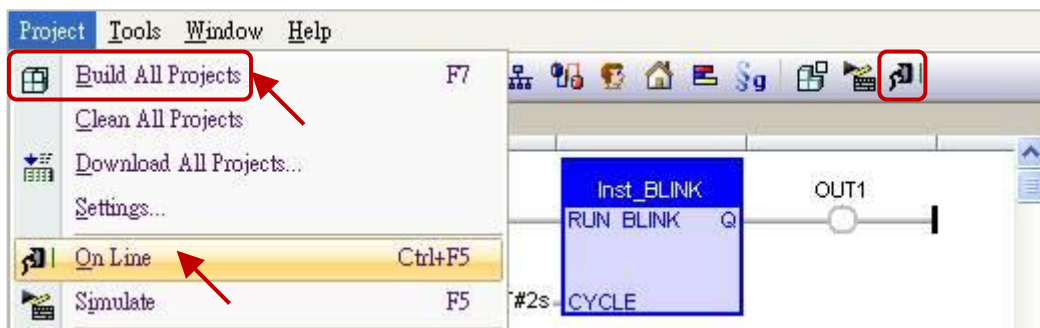 Project Tools Window Help
Build All Projects F7
Clean All Projects
Download All Projects...
Settings...
On Line Ctrl+F5
Simulate F5
§g
Inst_BLINK
OUT1
RUN BLINK Q
#2s CYCLE